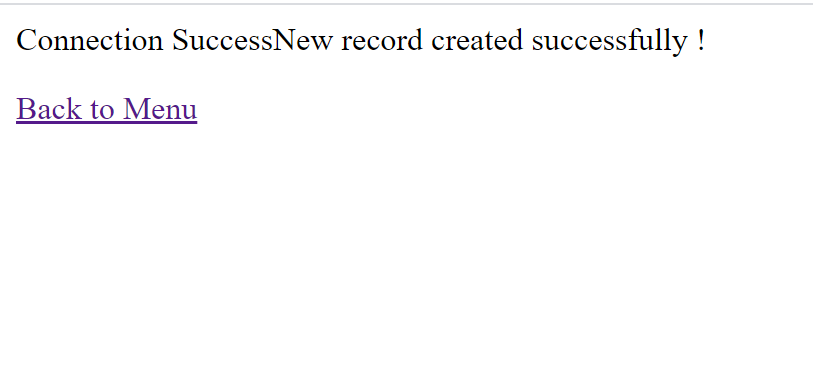 Connection SuccessNew record created successfully !
Back to Menu